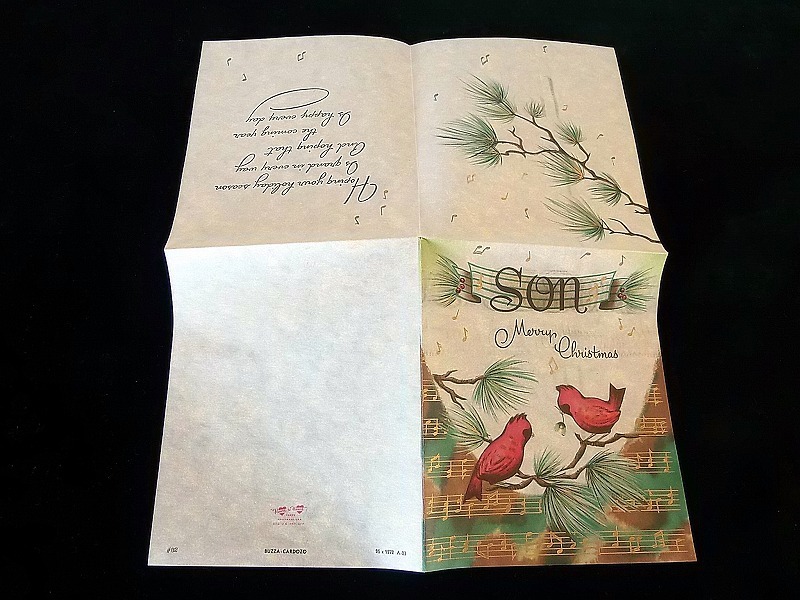 Hoping your holiday season
Is grand in every way
And hoping that
the coming year
Is happy every day
SON
Merry
Christmas
BUZZA-CARDOZO